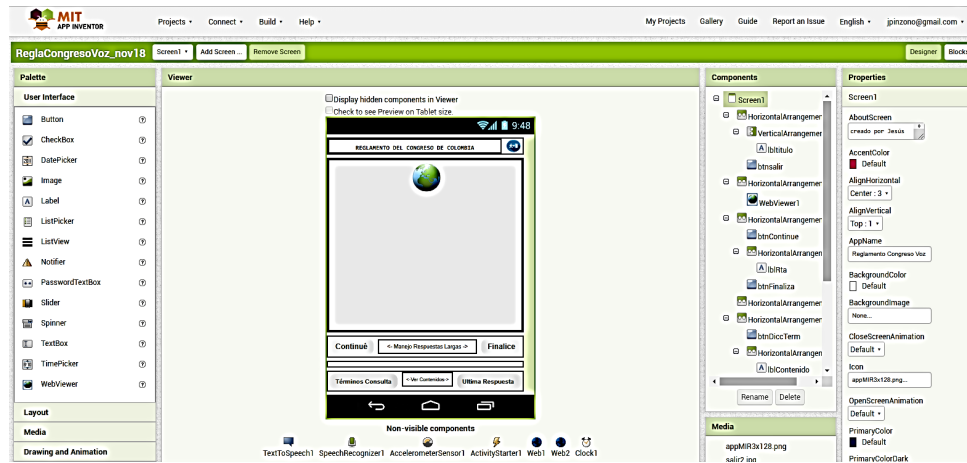 MIT
APP INVENTOR
Projects Connect Build Help
My Projects Gallery Guide Report an Issue English jpinzono@gmail.com
ReglaCongresoVoz_nov18 Screen1 Add Screen ... Remove Screen Designer Blocks
Palette
User Interface
Button
CheckBox
DatePicker
Image
Label
ListPicker
ListView
Notifier
PasswordTextBox
Slider
Spinner
TextBox
TimePicker
WebViewer
Layout
Media
Drawing and Animation
Viewer
Display hidden components in Viewer
Check to see Preview on Tablet size.
9:48
REGLAMENTO DEL CONGRESO DE COLOMBIA
Continué <- Manejo Respuestas Largas -> Finalice
Términos Consulta <- Ver Contenidos > Ultima Respuesta
Non-visible components
TextToSpeech1 SpeechRecognizer1 AccelerometerSensor1 ActivityStarter1 Web1 Web2 Clock1
Components
Screen1
HorizontalArrangemer
VerticalArrangemer
lbltitulo
btnsalir
HorizontalArrangemer
WebViewer1
HorizontalArrangemer
btnContinue
HorizontalArrangen
lblRta
btnFinaliza
HorizontalArrangemer
HorizontalArrangemer
btnDiccTerm
HorizontalArrangen
lblContenido
Rename Delete
Media
appMIR3x128.png
salir2.jpg
Properties
Screen1
AboutScreen
creado por Jesús
AccentColor
Default
AlignHorizontal
Center : 3
AlignVertical
Top : 1
AppName
Reglamento Congreso Voz
BackgroundColor
Default
BackgroundImage
None...
CloseScreenAnimation
Default
Icon
appMIR3x128.png...
OpenScreenAnimation
Default
PrimaryColor
Default
PrimaryColorDark